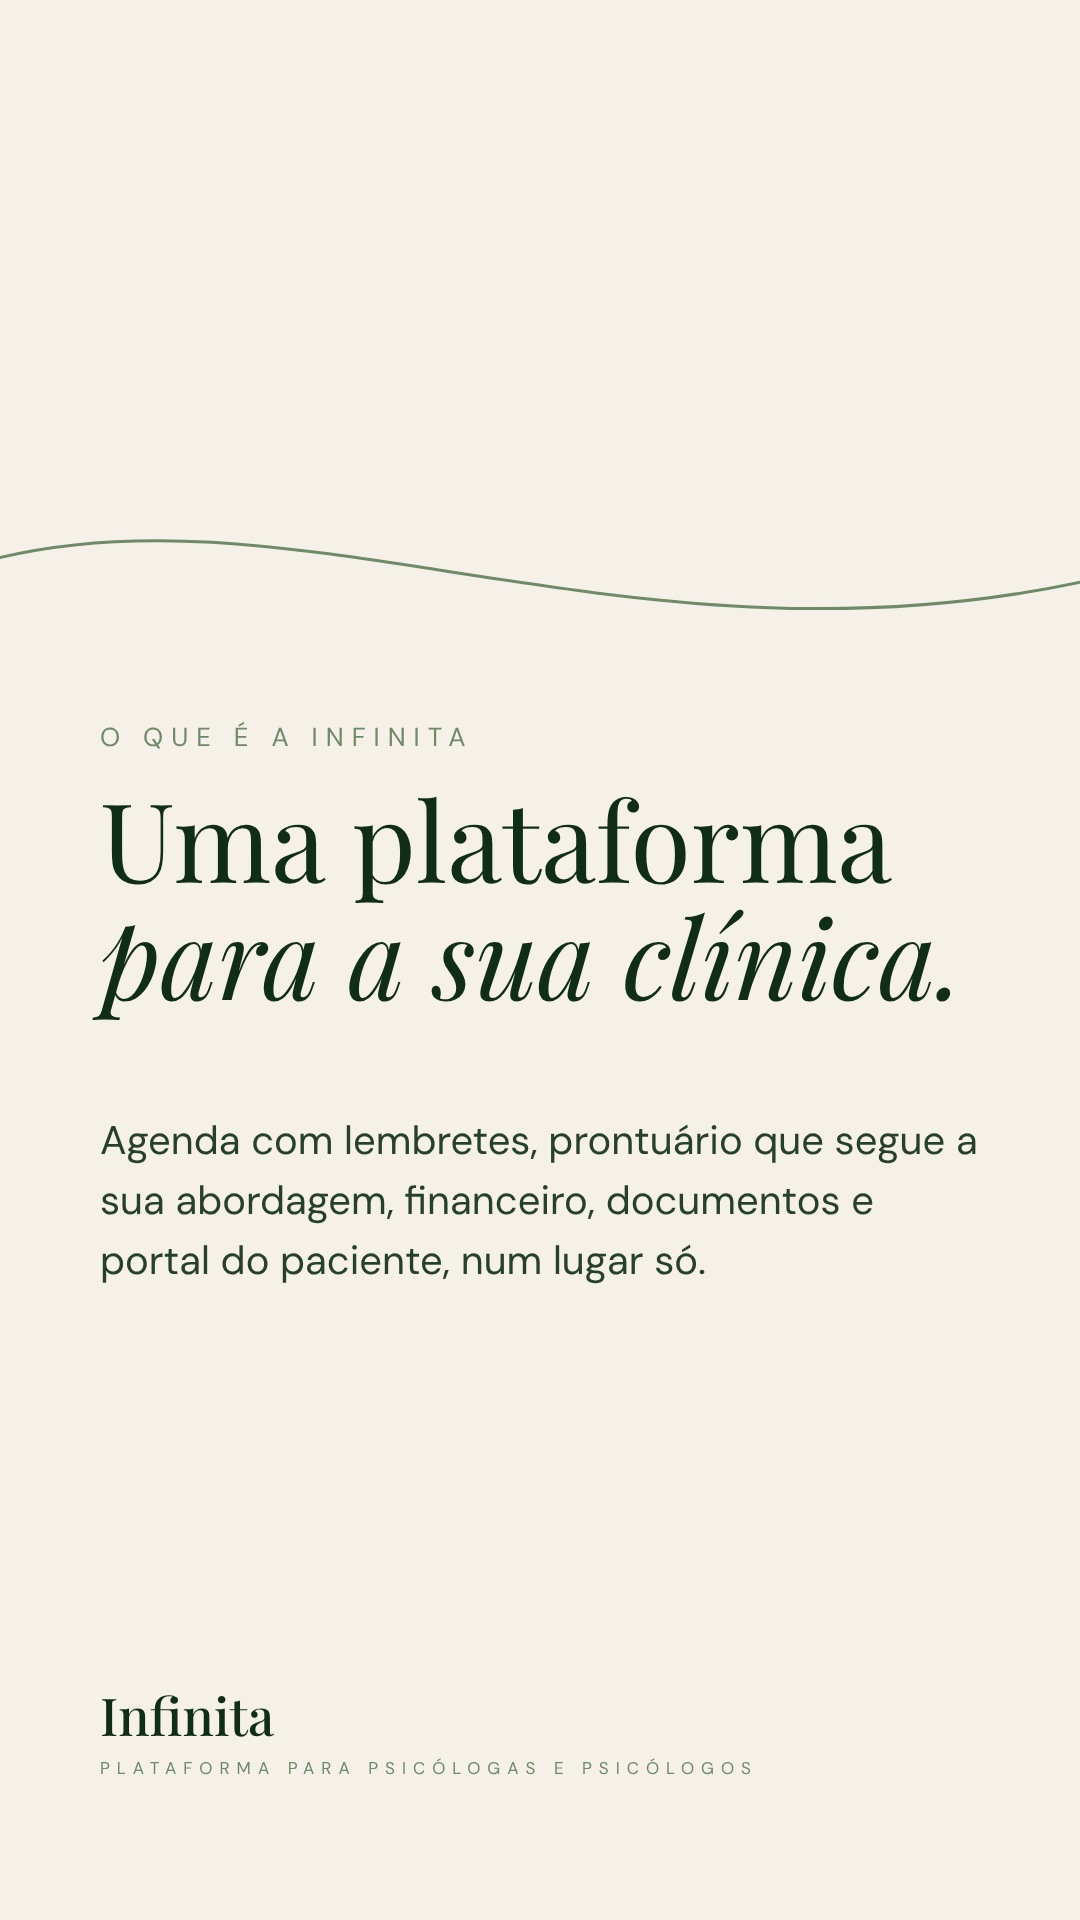 O QUE É A INFINITA
Uma plataforma
para a sua clínica.
Agenda com lembretes, prontuário que segue a
sua abordagem, financeiro, documentos e
portal do paciente, num lugar só.
Infinita
PLATAFORMA PARA PSICÓLOGAS E PSICÓLOGOS